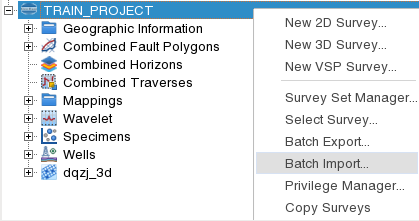 TRAIN_PROJECT
Geographic Information
Combined Fault Polygons
Combined Horizons
Combined Traverses
Mappings
Wavelet
Specimens
Wells
dqzj_3d
New 2D Survey...
New 3D Survey...
New VSP Survey...
Survey Set Manager...
Select Survey...
Batch Export...
Batch Import...
Privilege Manager...
Copy Surveys